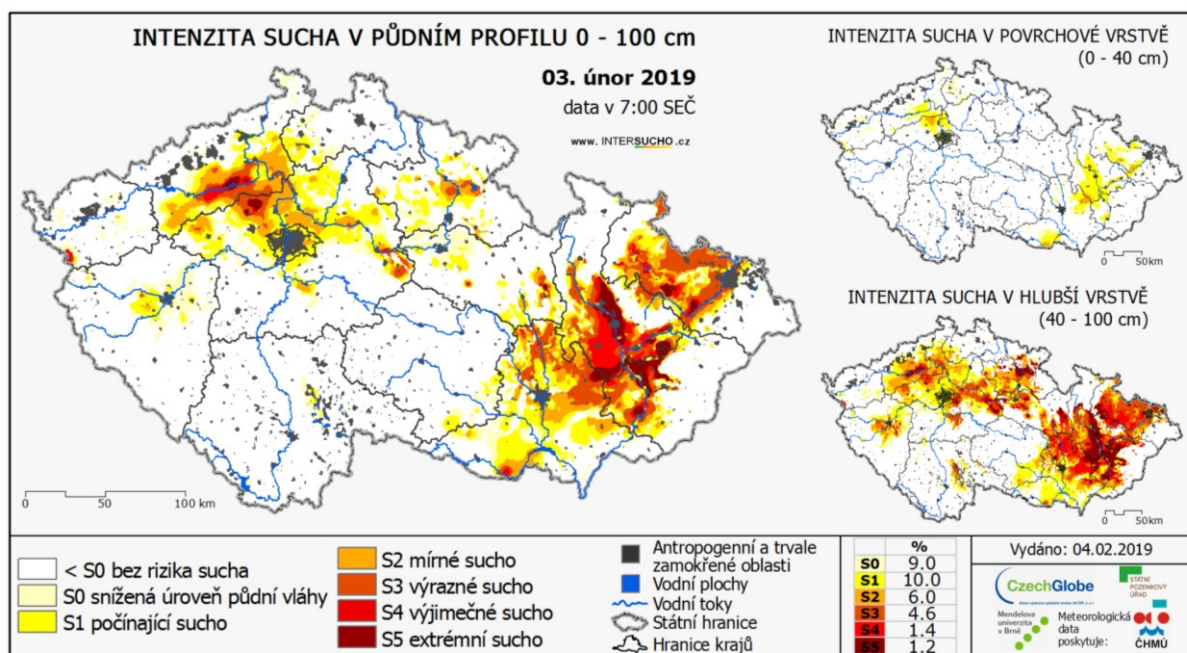 INTENZITA SUCHA V PŮDNÍM PROFILU 0 - 100 cm
03. únor 2019
data v 7:00 SEČ
www. INTERSUCHO .cz
0 50 100 km
INTENZITA SUCHA V POVRCHOVÉ VRSTVĚ
(0 - 40 cm)
0 50km
INTENZITA SUCHA V HLUBŠÍ VRSTVĚ
(40 - 100 cm)
0 50km
< S0 bez rizika sucha
S0 snížená úroveň půdní vláhy
S1 počínající sucho
S2 mírné sucho
S3 výrazné sucho
S4 výjimečné sucho
S5 extrémní sucho
Antropogenní a trvale
zamokřené oblasti
Vodní plochy
Vodní toky
Státní hranice
Hranice krajů
%
S0 9.0
S1 10.0
S2 6.0
S3 4.6
S4 1.4
S5 1.2
Vydáno: 04.02.2019
CzechGlobe
STÁTNÍ
POZEMKOVÝ
ÚŘAD
Mendelova
univerzita
v Brně
Meteorologická
data
poskytuje:
ČHMÚ